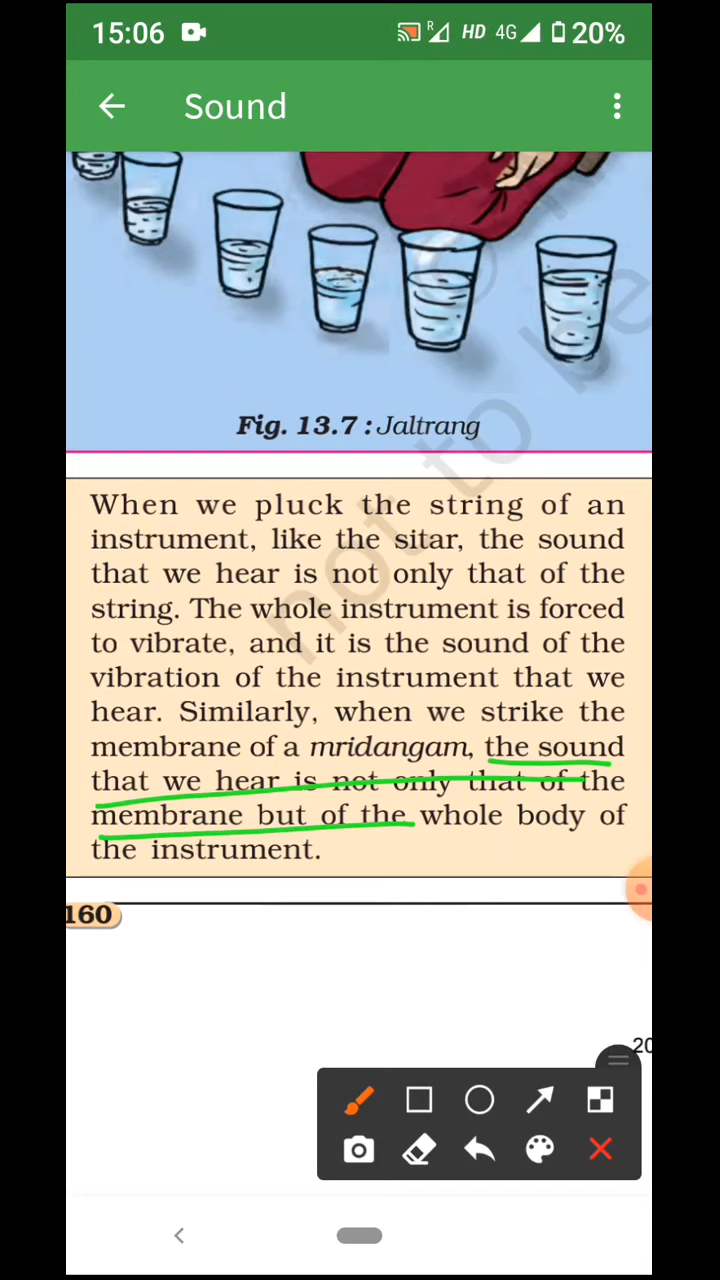 15:06 R HD 4G 20%
Sound
Fig. 13.7 : Jaltrang
When we pluck the string of an
instrument, like the sitar, the sound
that we hear is not only that of the
string. The whole instrument is forced
to vibrate, and it is the sound of the
vibration of the instrument that we
hear. Similarly, when we strike the
membrane of a mridangam, the sound
that we hear is not only that of the
membrane but of the whole body of
the instrument.
160
20
not to be